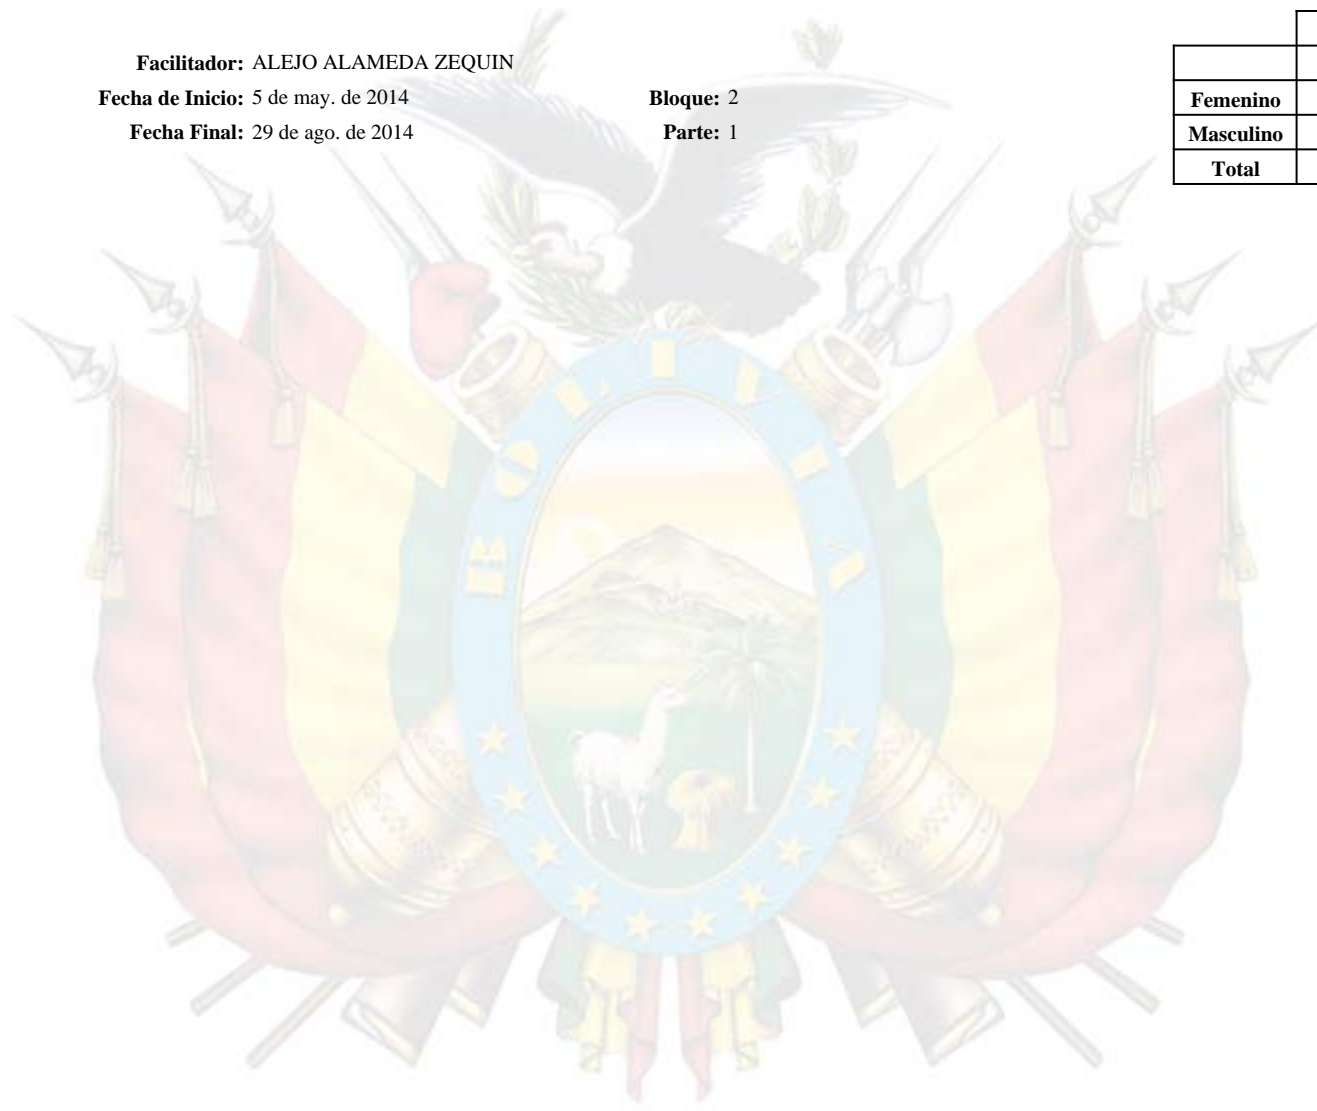 Facilitador: ALEJO ALAMEDA ZEQUIN
Fecha de Inicio: 5 de may. de 2014
Bloque: 2
Fecha Final: 29 de ago. de 2014
Parte: 1
Femenino
Masculino
Total
BOLIVIA